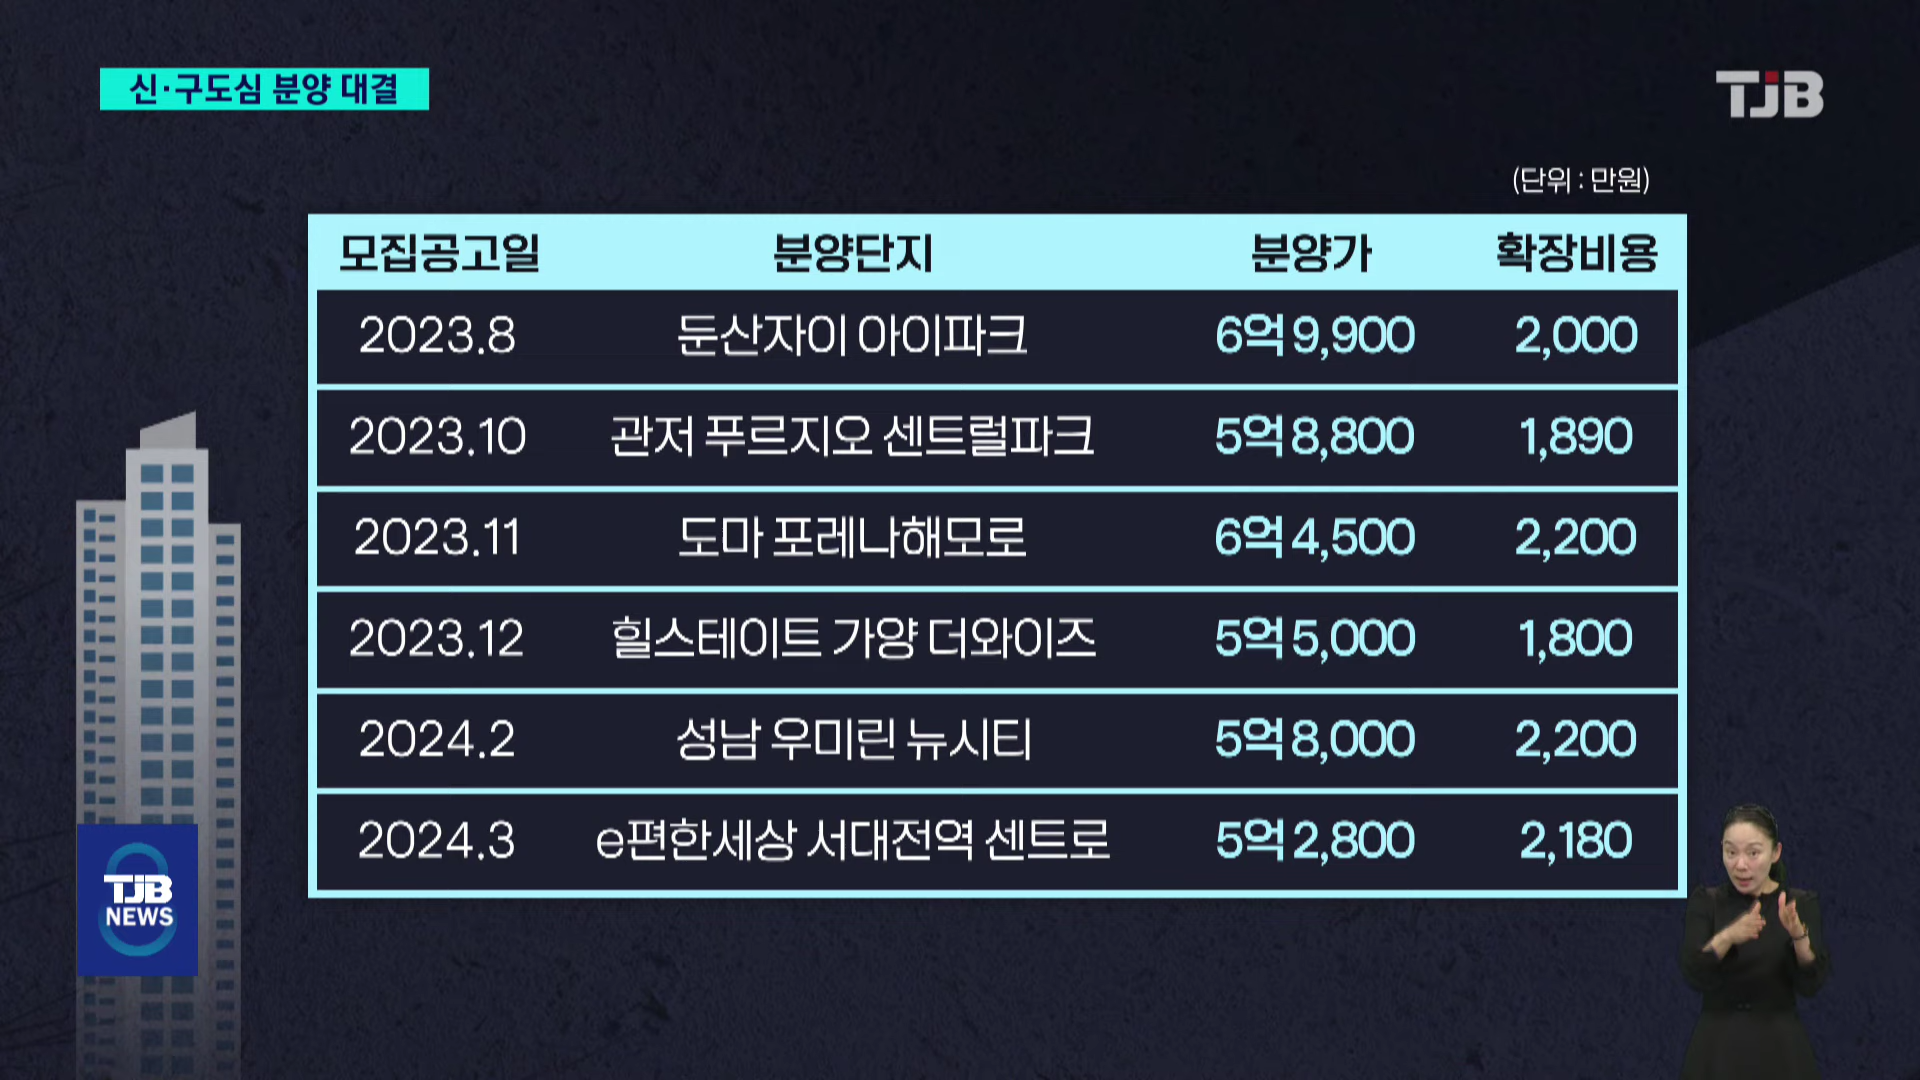 신·구도심 분양 대결
TJB
(단위 : 만원)
모집공고일 분양단지 분양가 확장비용
2023.8 둔산자이 아이파크 6억 9,900 2,000
2023.10 관저 푸르지오 센트럴파크 5억 8,800 1,890
2023.11 도마 포레나해모로 6억 4,500 2,200
2023.12 힐스테이트 가양 더와이즈 5억 5,000 1,800
2024.2 성남 우미린 뉴시티 5억 8,000 2,200
2024.3 e편한세상 서대전역 센트로 5억 2,800 2,180
TJB
NEWS